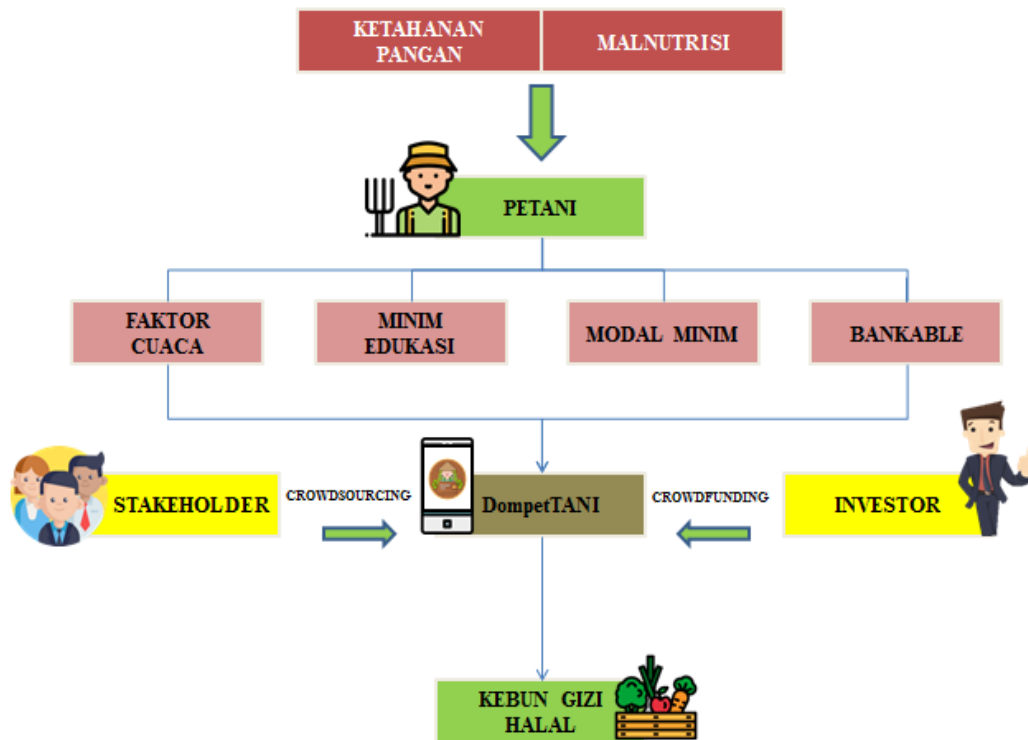 KETAHANAN
PANGAN
MALNUTRISI
PETANI
FAKTOR
CUACA
MINIM
EDUKASI
MODAL MINIM
BANKABLE
STAKEHOLDER
CROWDSOURCING
DompetTANI
CROWDFUNDING
INVESTOR
KEBUN GIZI
HALAL